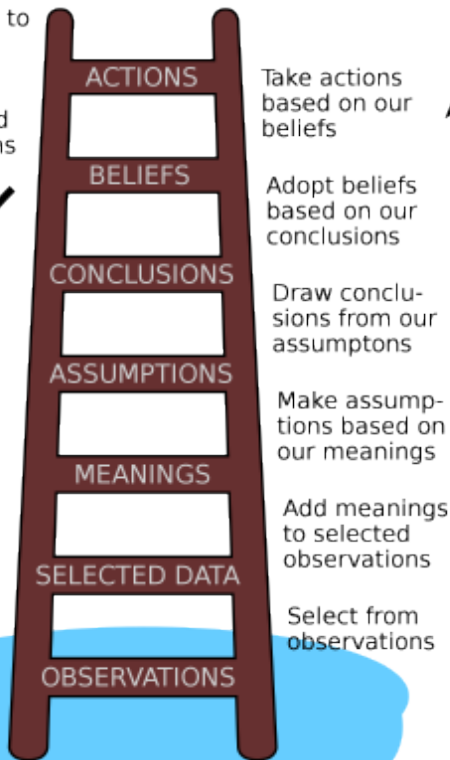 to
ACTIONS
Take actions
based on our
beliefs
BELIEFS
Adopt beliefs
based on our
conclusions
CONCLUSIONS
Draw conclu-
sions from our
assumptons
ASSUMPTIONS
Make assump-
tions based on
our meanings
MEANINGS
Add meanings
to selected
observations
SELECTED DATA
Select from
observations
OBSERVATIONS